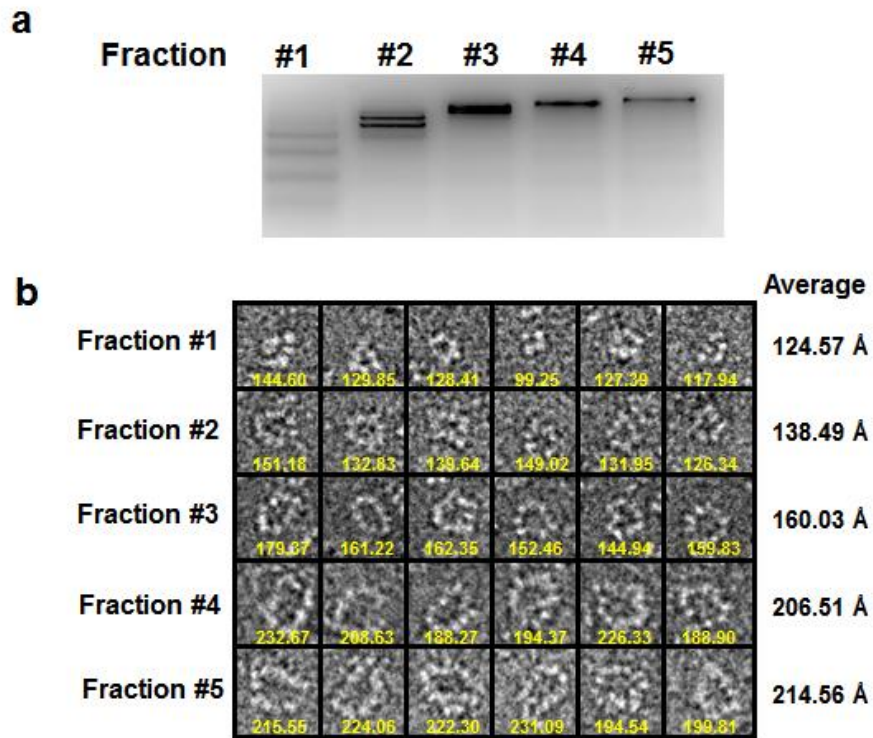 a
Fraction #1 #2 #3 #4 #5
b
Average
Fraction #1 144.60 129.85 128.41 99.25 127.39 117.94 124.57 Å
Fraction #2 151.18 132.83 139.64 149.02 131.95 126.34 138.49 Å
Fraction #3 179.37 161.22 162.35 152.46 144.94 159.83 160.03 Å
Fraction #4 232.67 208.63 188.27 194.37 226.33 188.90 206.51 Å
Fraction #5 215.55 224.06 222.30 231.09 194.54 199.81 214.56 Å